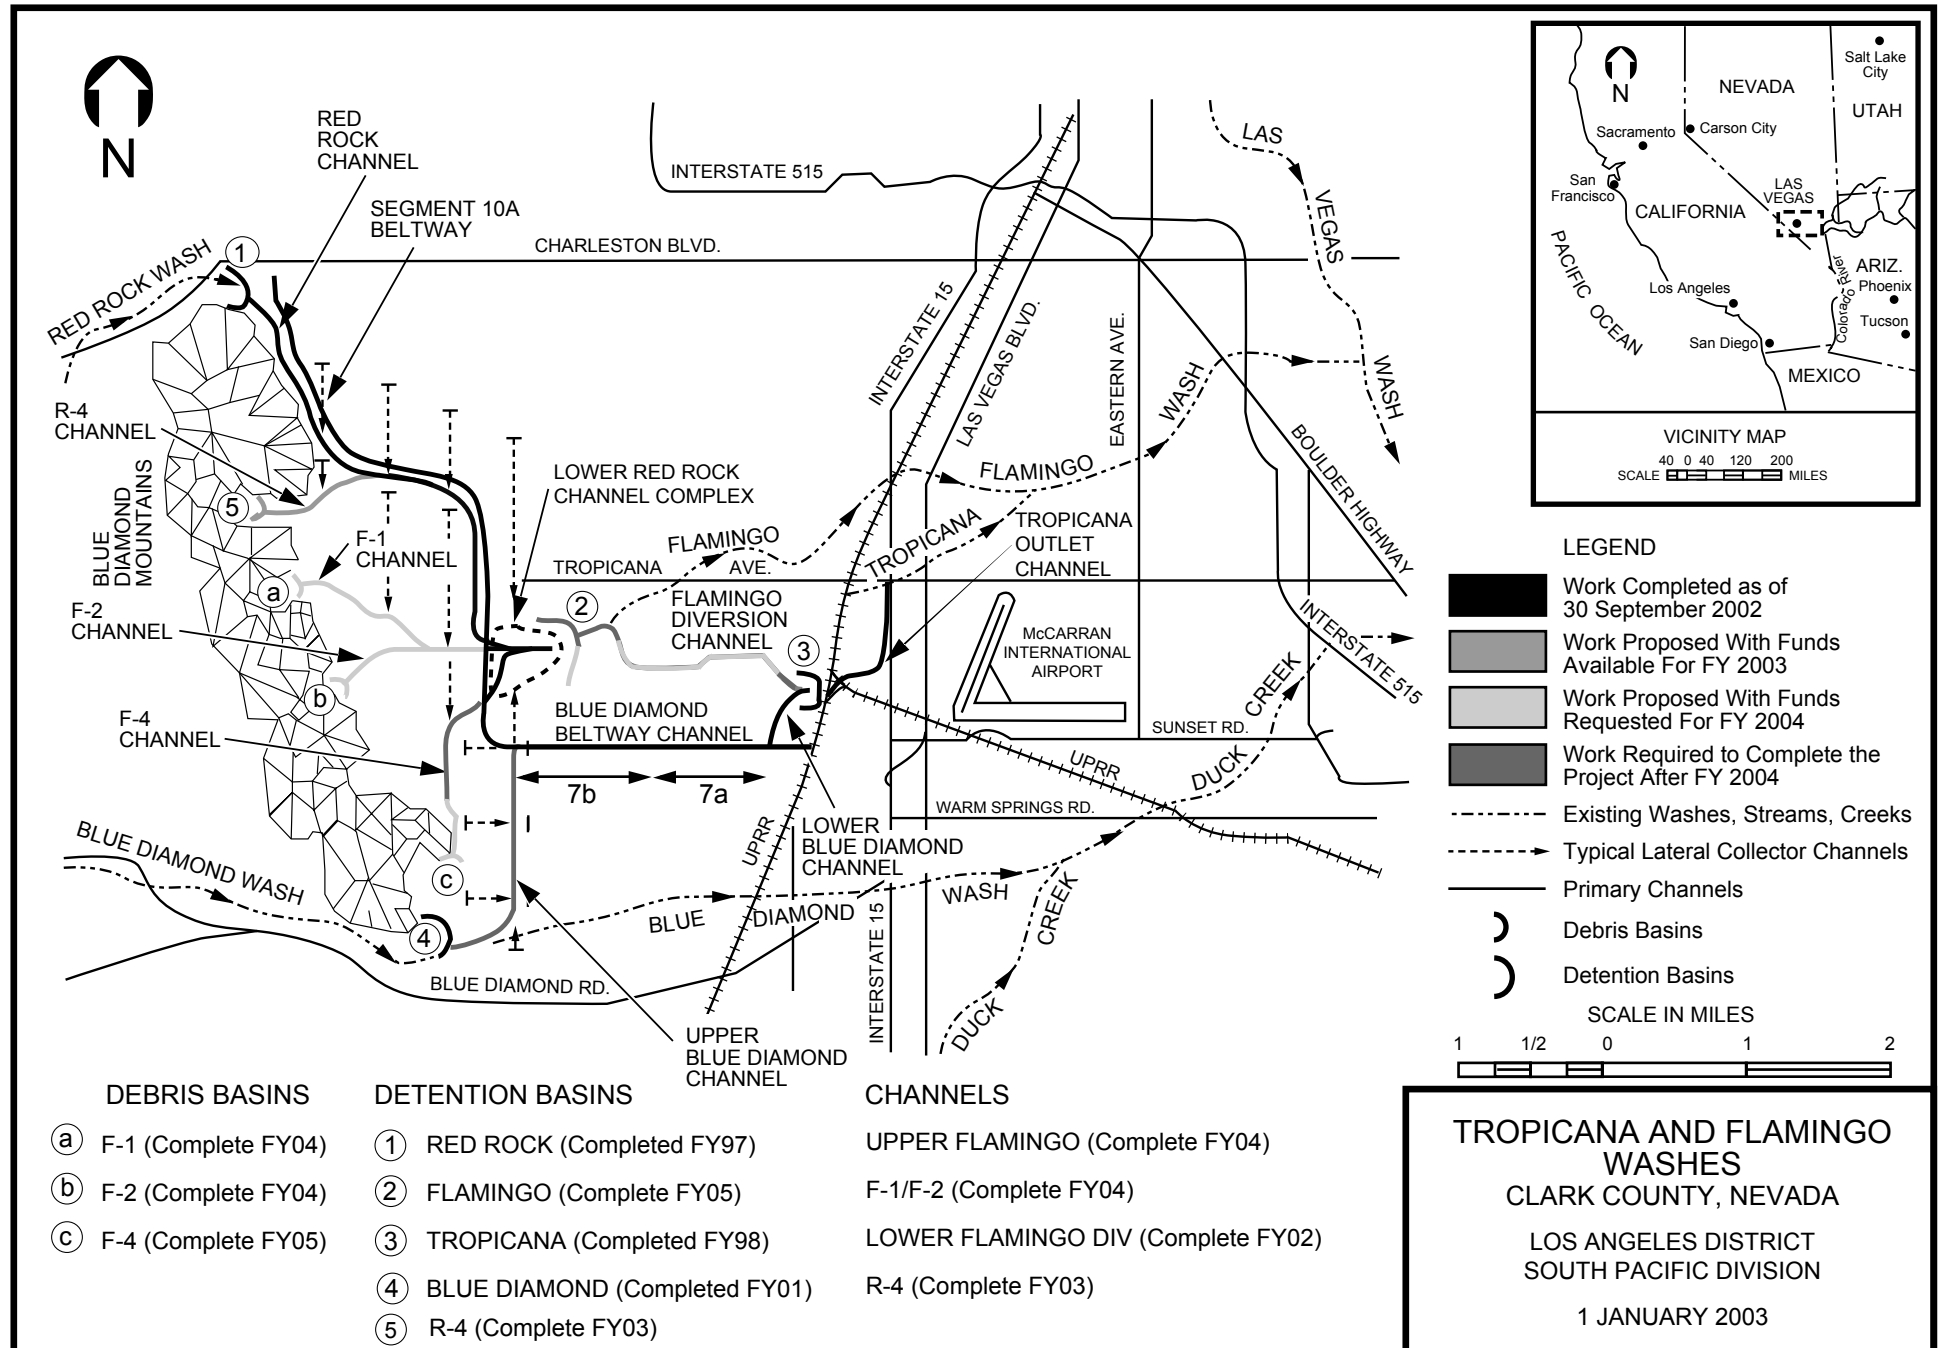 N
RED
ROCK
CHANNEL
SEGMENT 10A
BELTWAY
INTERSTATE 515
CHARLESTON BLVD.
RED ROCK WASH
1
LAS
VEGAS
WASH
INTERSTATE 15
LAS VEGAS BLVD.
EASTERN AVE.
WASH
BOULDER HIGHWAY
R-4
CHANNEL
BLUE
DIAMOND
MOUNTAINS
5
LOWER RED ROCK
CHANNEL COMPLEX
FLAMINGO
F-1
CHANNEL
FLAMINGO
TROPICANA
TROPICANA
OUTLET
CHANNEL
TROPICANA AVE.
a
F-2
CHANNEL
2
FLAMINGO
DIVERSION
CHANNEL
3
McCARRAN
INTERNATIONAL
AIRPORT
INTERSTATE 515
b
F-4
CHANNEL
BLUE DIAMOND
BELTWAY CHANNEL
SUNSET RD.
CREEK
DUCK
UPRR
7b
7a
WARM SPRINGS RD.
UPRR
LOWER
BLUE DIAMOND
CHANNEL
BLUE DIAMOND WASH
c
4
BLUE
DIAMOND
WASH
CREEK
DUCK
BLUE DIAMOND RD.
INTERSTATE 15
UPPER
BLUE DIAMOND
CHANNEL
N
NEVADA
Salt Lake
City
UTAH
Sacramento
Carson City
San
Francisco
CALIFORNIA
LAS
VEGAS
PACIFIC OCEAN
Los Angeles
Colorado River
ARIZ.
Phoenix
Tucson
San Diego
MEXICO
VICINITY MAP
40 0 40 120 200
SCALE MILES
LEGEND
Work Completed as of
30 September 2002
Work Proposed With Funds
Available For FY 2003
Work Proposed With Funds
Requested For FY 2004
Work Required to Complete the
Project After FY 2004
Existing Washes, Streams, Creeks
Typical Lateral Collector Channels
Primary Channels
Debris Basins
Detention Basins
SCALE IN MILES
1 1/2 0 1 2
DEBRIS BASINS
a F-1 (Complete FY04)
b F-2 (Complete FY04)
c F-4 (Complete FY05)
DETENTION BASINS
1 RED ROCK (Completed FY97)
2 FLAMINGO (Complete FY05)
3 TROPICANA (Completed FY98)
4 BLUE DIAMOND (Completed FY01)
5 R-4 (Complete FY03)
CHANNELS
UPPER FLAMINGO (Complete FY04)
F-1/F-2 (Complete FY04)
LOWER FLAMINGO DIV (Complete FY02)
R-4 (Complete FY03)
TROPICANA AND FLAMINGO
WASHES
CLARK COUNTY, NEVADA
LOS ANGELES DISTRICT
SOUTH PACIFIC DIVISION
1 JANUARY 2003